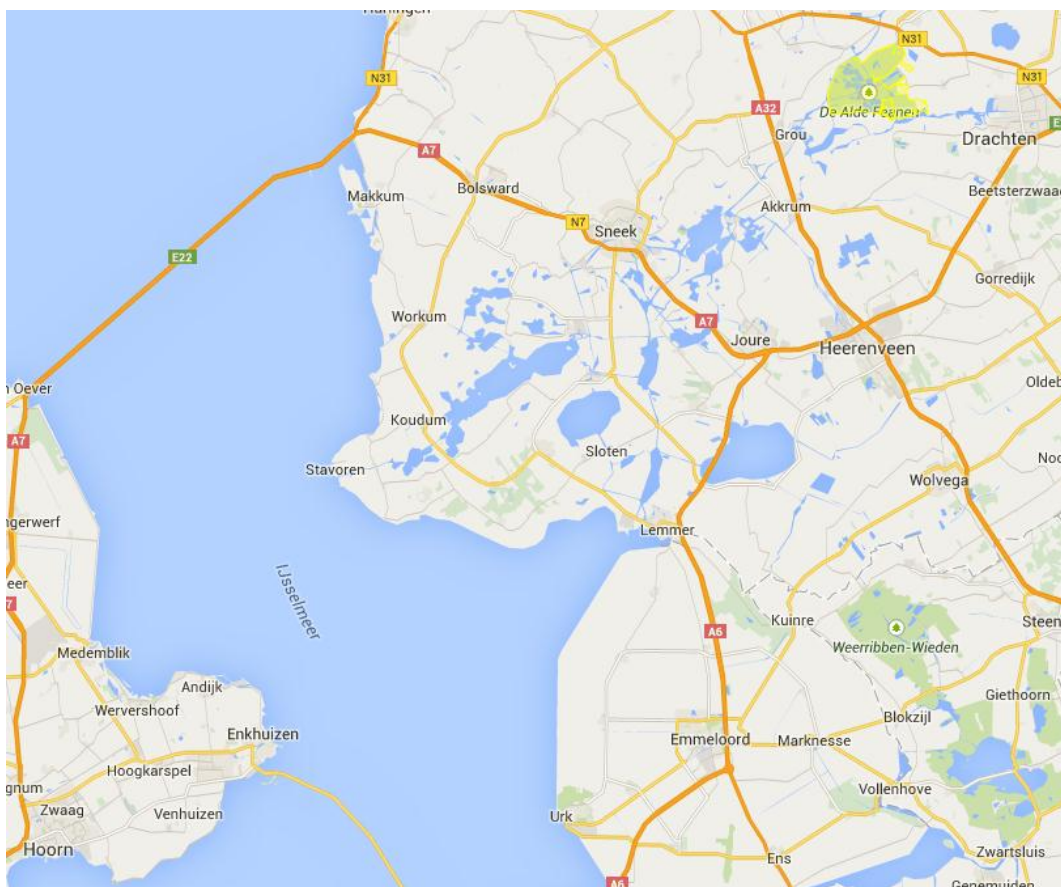 N31
N31
A32
De Alde Feanen
Grou
N31
Drachten
A7
Bolsward
Makkum
Akkrum
N7
Sneek
E22
Gorredijk
Workum
A7
Joure
Heerenveen
Oever
A7
Koudum
Sloten
Stavoren
Wolvega
Lemmer
IJsselmeer
Kuinre
A6
Weerribben-Wieden
Medemblik
Andijk
Wervershoof
Giethoorn
Blokzijl
Enkhuizen
Emmeloord
Marknesse
Hoogkarspel
Vollenhove
Zwaag
Venhuizen
Urk
Hoorn
Ens
Zwartsluis
A6